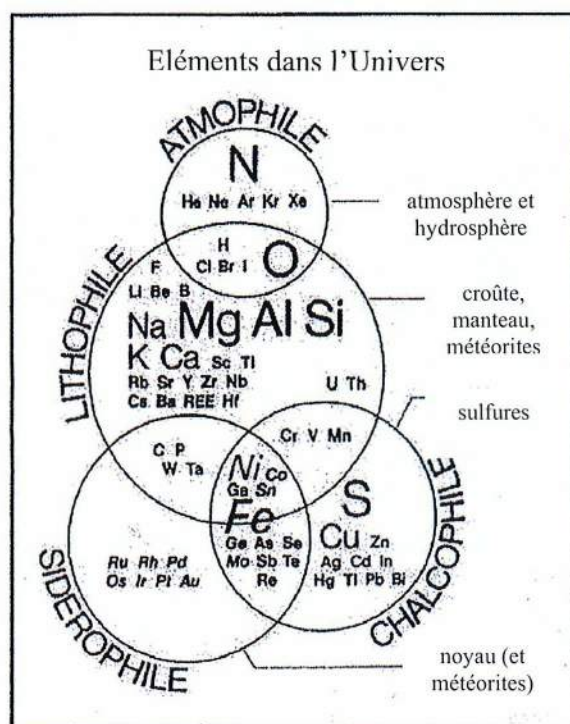 Eléments dans l'Univers
ATMOPHILE
N
He Ne Ar Kr Xe
atmosphère et
hydrosphère
H
Cl Br I O
LITHOPHILE
F
Li Be B
Na Mg Al Si
K Ca Sc Ti
Rb Sr Y Zr Nb
Cs Ba REE Hf
U Th
croûte,
manteau,
météorites
sulfures
Cr V Mn
C P
W Ta
Ni Co
Ga Sn
Fe
Ge As Se
Mo Sb Te
Re
S
Cu Zn
Ag Cd In
Hg Tl Pb Bi
CHALCOPHILE
Ru Rh Pd
Os Ir Pt Au
SIDEROPHILE
noyau (et
météorites)